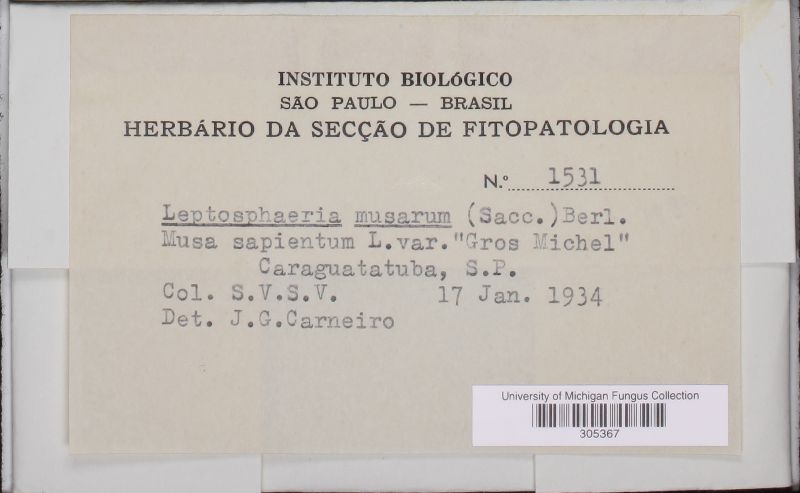 INSTITUTO BIOLóGICO
SÃO PAULO — BRASIL
HERBÁRIO DA SECÇÃO DE FITOPATOLOGIA
N.º 1531
Leptosphaeria musarum (Sacc.)Berl.
Musa sapientum L.var."Gros Michel"
Caraguatatuba, S.P.
Col. S.V.S.V. 17 Jan. 1934
Det. J.G.Carneiro
University of Michigan Fungus Collection
305367